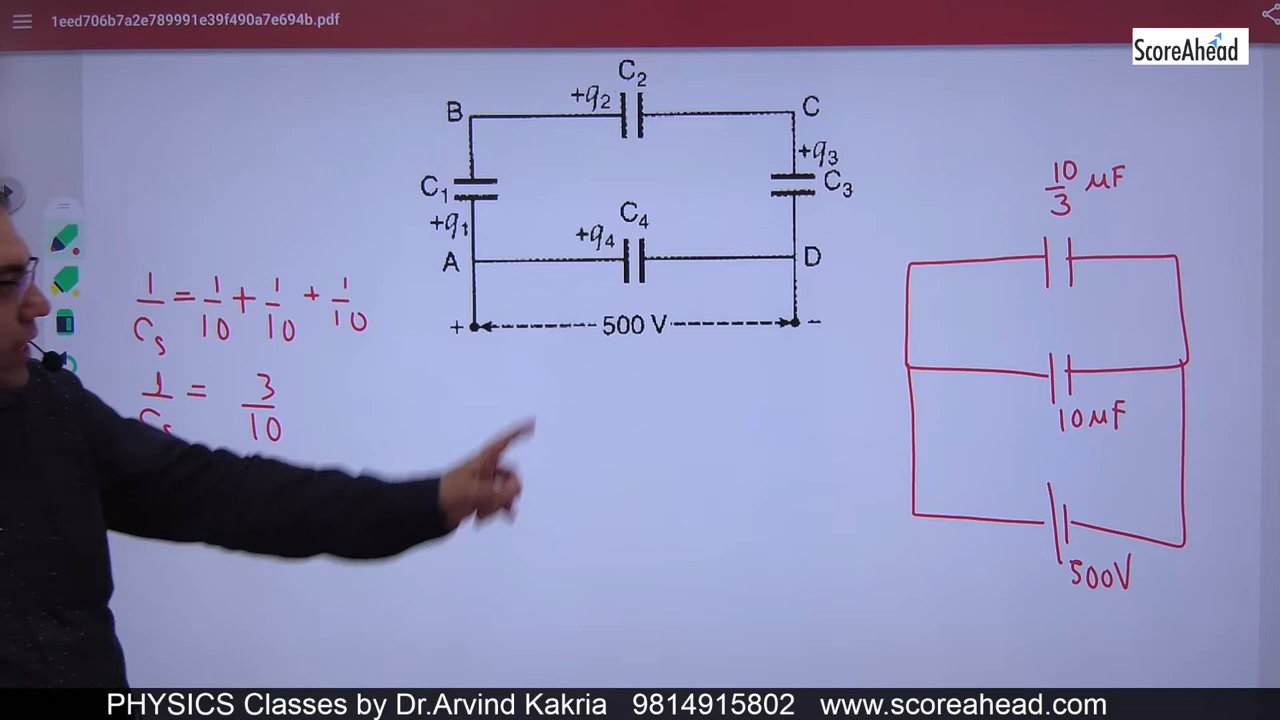 1eed706b7a2e789991e39f490a7e694b.pdf
ScoreAhead
C₂
+q₂
B
C
+q₃
C₁
C₃
+q₁
C₄
+q₄
A
D
+ 500 V −
1/Cₛ = 1/10 + 1/10 + 1/10
1/Cₛ = 3/10
10/3 μF
10 μF
500V
PHYSICS Classes by Dr.Arvind Kakria 9814915802 www.scoreahead.com